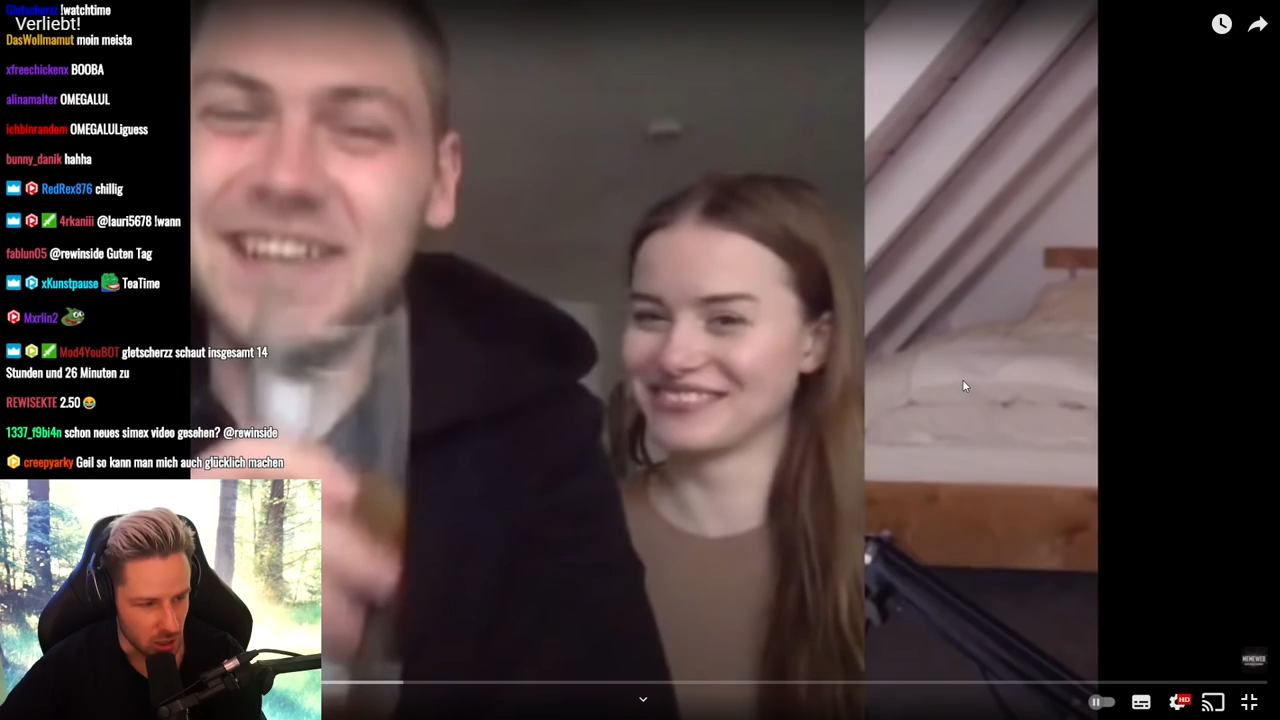 Gletscherzz !watchtime
Verliebt!
DasWollmamut moin meista
xfreechickenx BOOBA
alinamalter OMEGALUL
ichbinrandom OMEGALULiguess
bunny_danik hahha
RedRex876 chillig
4rkaniii @lauri5678 !wann
fablun05 @rewinside Guten Tag
xKunstpause TeaTime
Mxrlin2
Mod4YouBOT gletscherzz schaut insgesamt 14
Stunden und 26 Minuten zu
REWISEKTE 2.50
1337_f9bi4n schon neues simex video gesehen? @rewinside
creepyarky Geil so kann man mich auch glücklich machen
MEMEWEB
HD